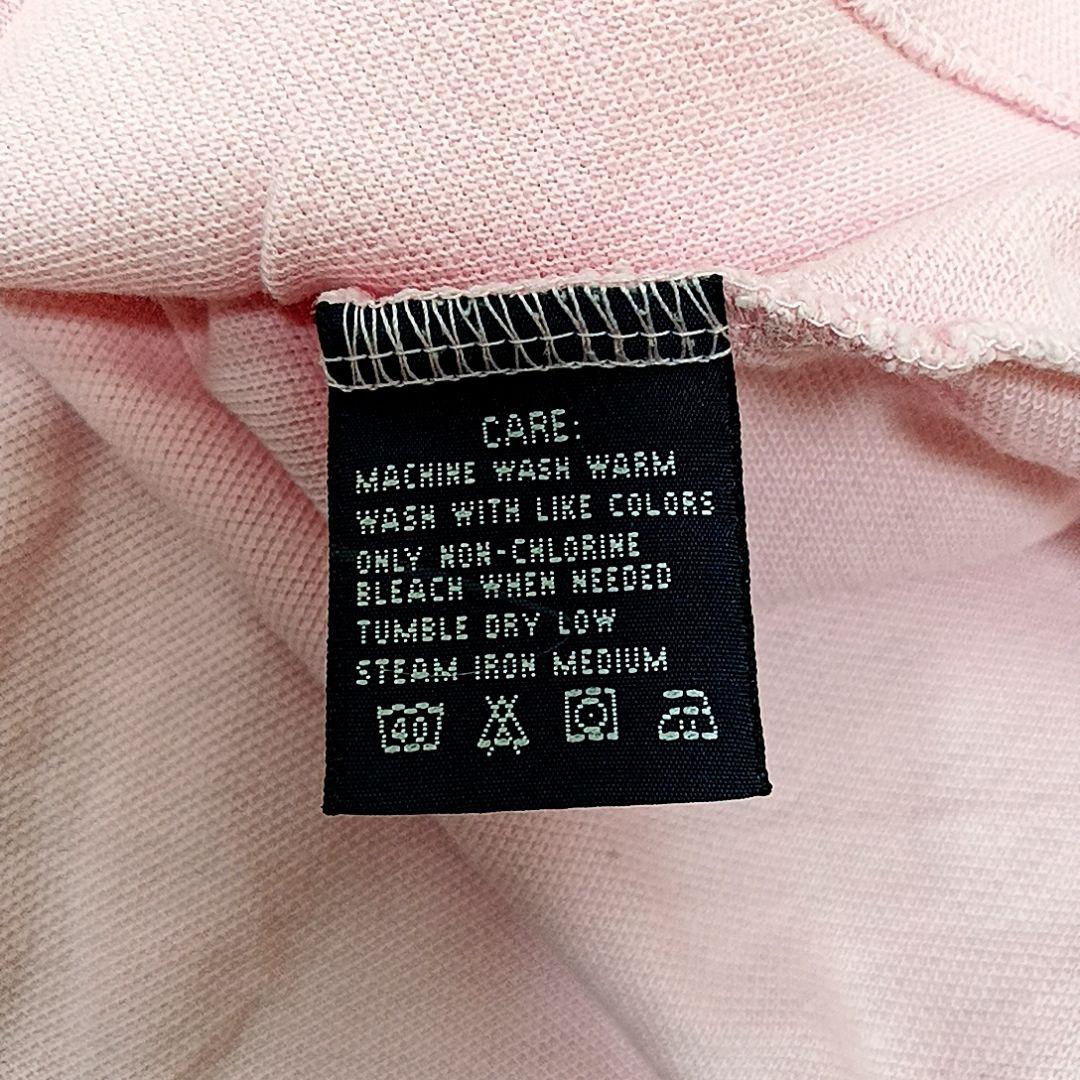 CARE:
MACHINE WASH WARM
WASH WITH LIKE COLORS
ONLY NON-CHLORINE
BLEACH WHEN NEEDED
TUMBLE DRY LOW
STEAM IRON MEDIUM
40